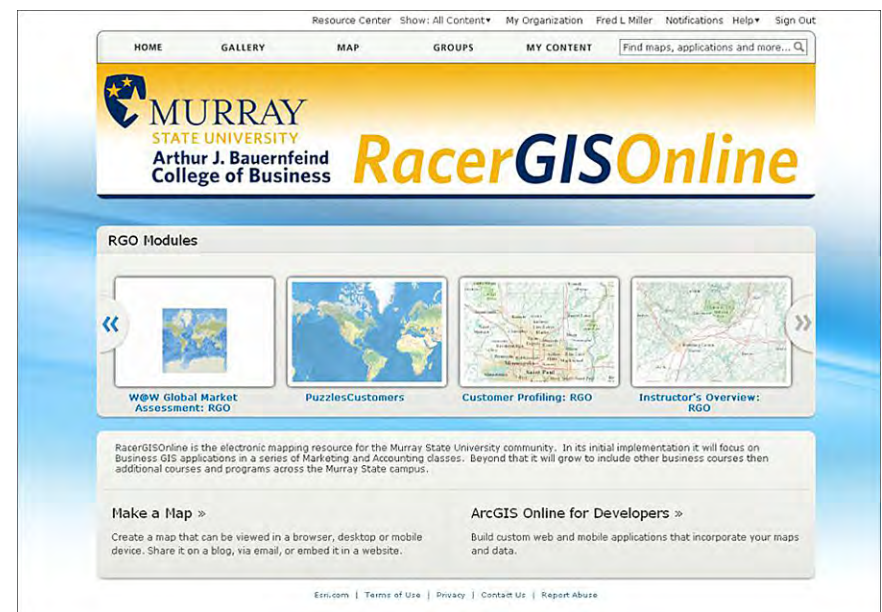 Resource Center Show: All Content▾ My Organization Fred L Miller Notifications Help▾ Sign Out
HOME GALLERY MAP GROUPS MY CONTENT Find maps, applications and more...
MURRAY
STATE UNIVERSITY
Arthur J. Bauernfeind
College of Business
RacerGISOnline
RGO Modules
W@W Global Market
Assessment: RGO
PuzzlesCustomers
Customer Profiling: RGO
Instructor's Overview:
RGO
RacerGISOnline is the electronic mapping resource for the Murray State University community. In its initial implementation it will focus on
Business GIS applications in a series of Marketing and Accounting classes. Beyond that it will grow to include other business courses then
additional courses and programs across the Murray State campus.
Make a Map »
Create a map that can be viewed in a browser, desktop or mobile
device. Share it on a blog, via email, or embed it in a website.
ArcGIS Online for Developers »
Build custom web and mobile applications that incorporate your maps
and data.
Esri.com | Terms of Use | Privacy | Contact Us | Report Abuse